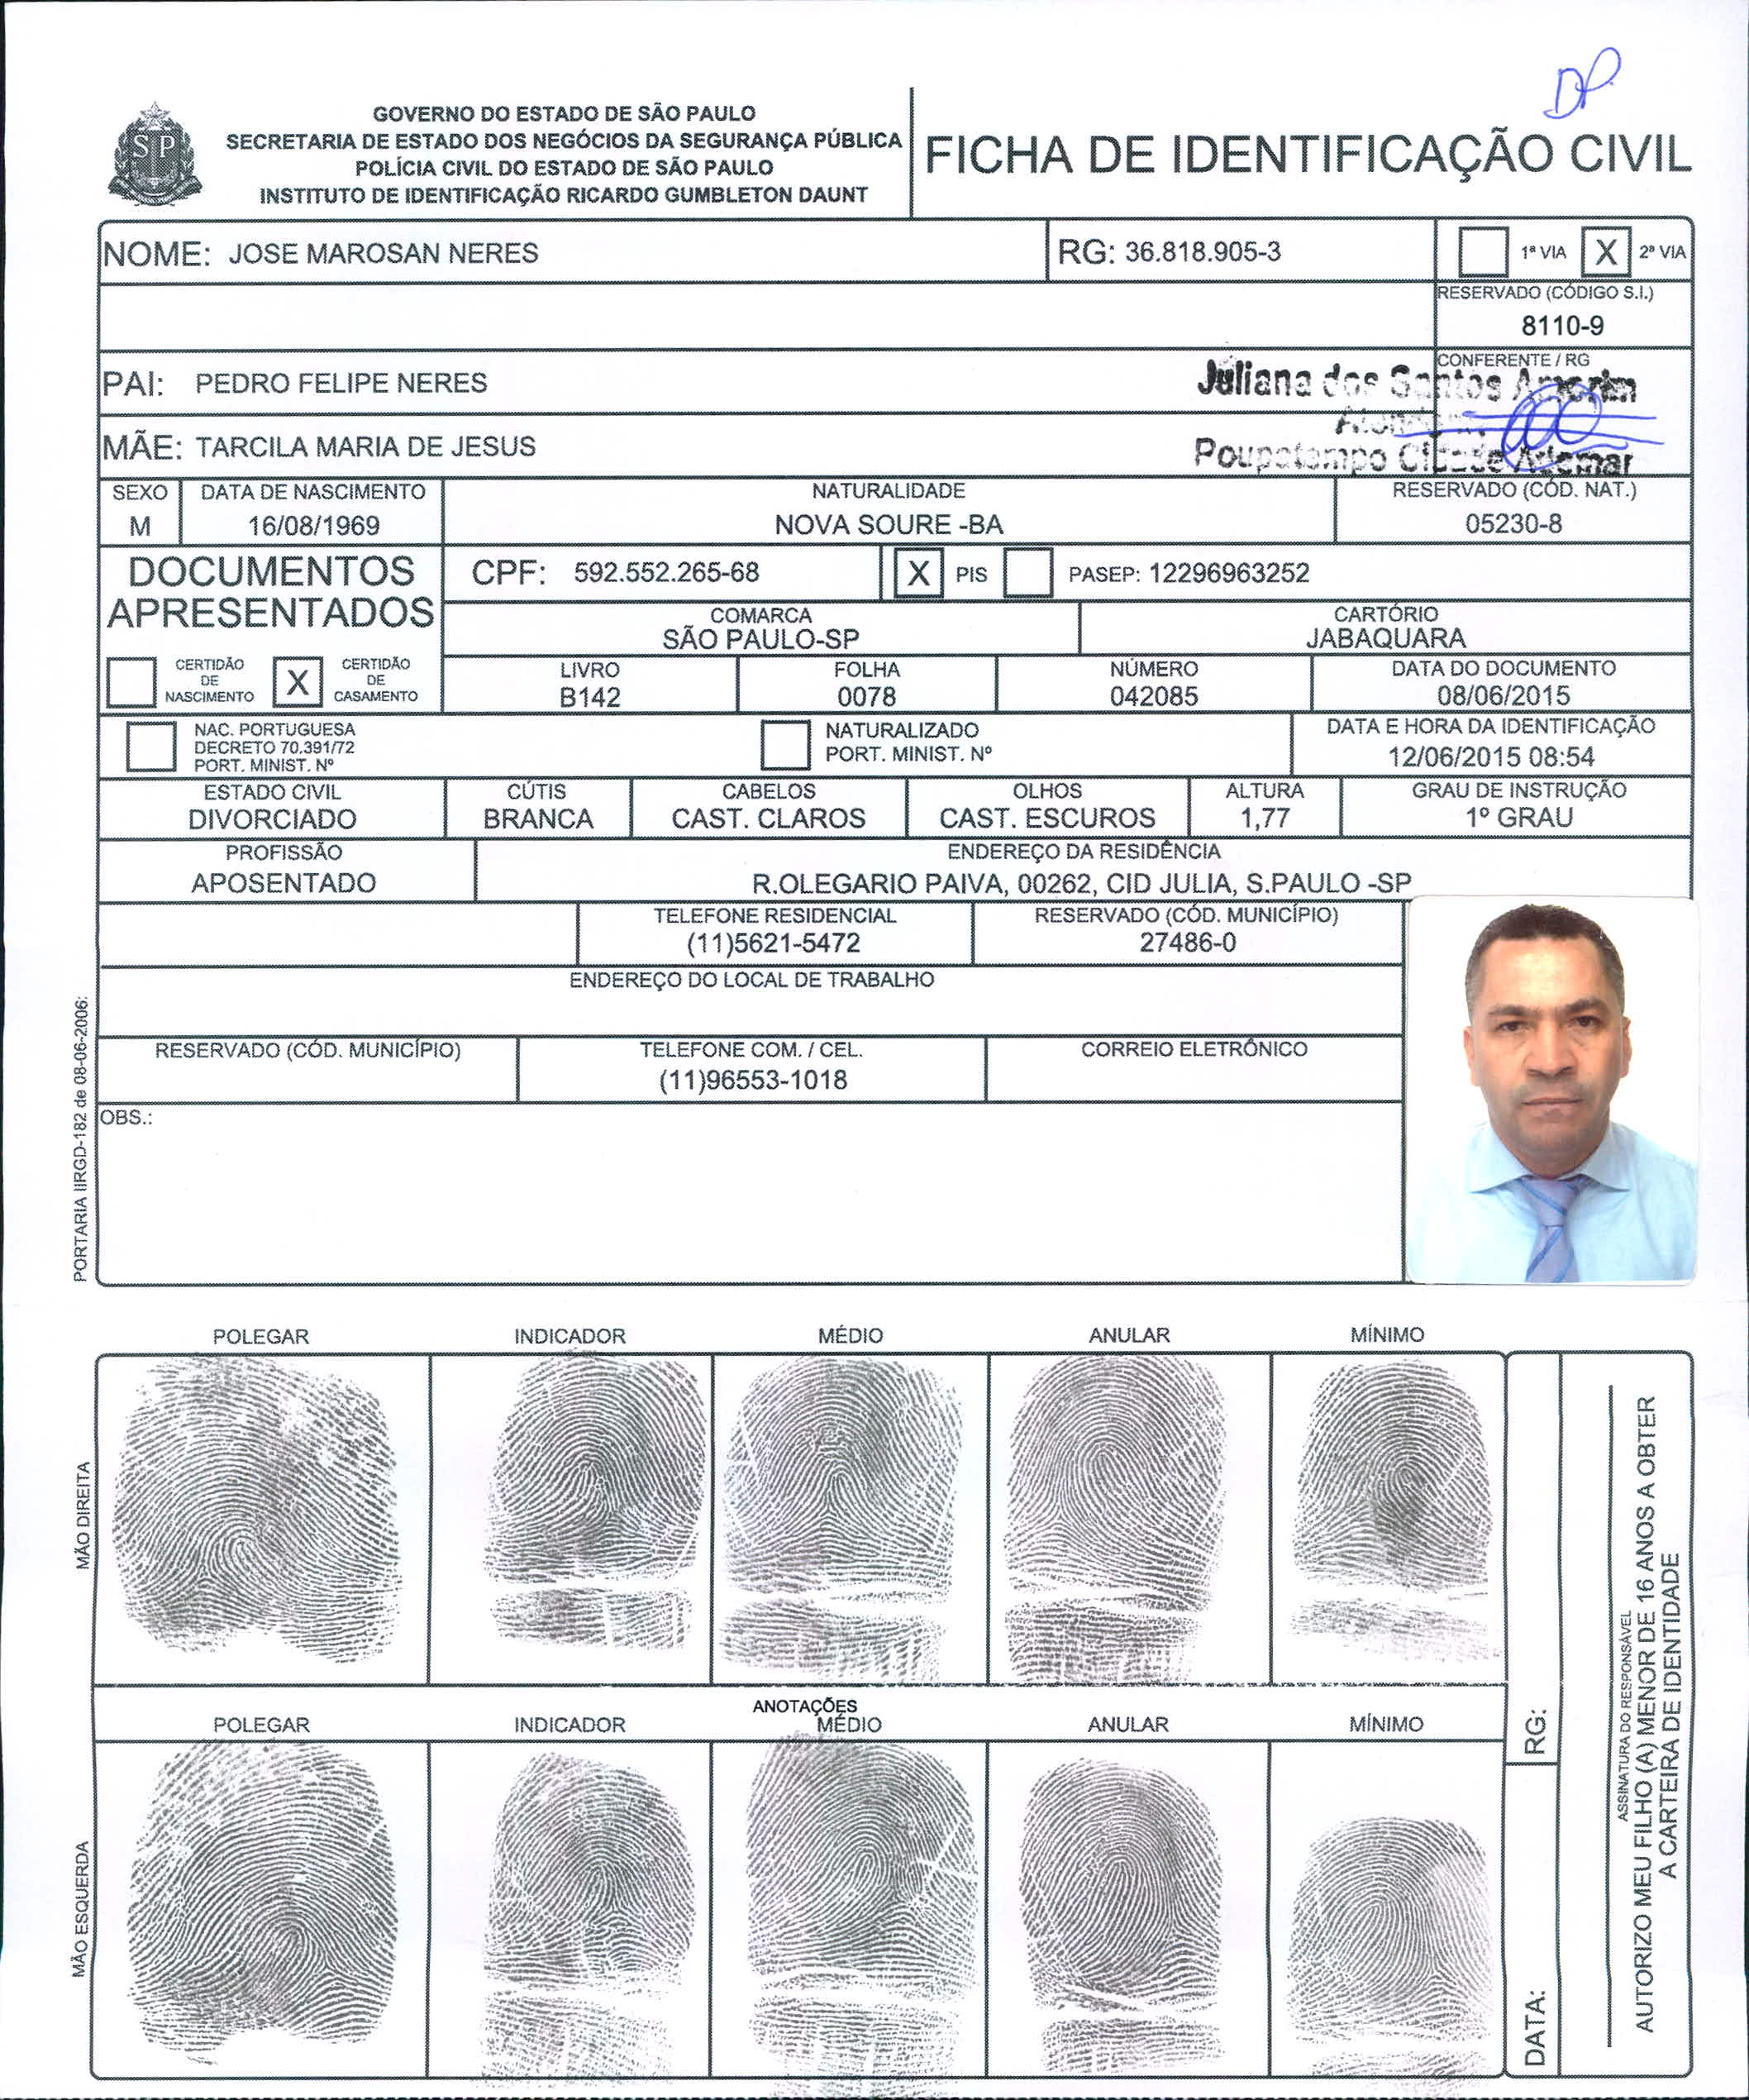 DP
GOVERNO DO ESTADO DE SÃO PAULO
SECRETARIA DE ESTADO DOS NEGÓCIOS DA SEGURANÇA PÚBLICA
POLÍCIA CIVIL DO ESTADO DE SÃO PAULO
INSTITUTO DE IDENTIFICAÇÃO RICARDO GUMBLETON DAUNT
SP
FICHA DE IDENTIFICAÇÃO CIVIL
NOME: JOSE MAROSAN NERES
RG: 36.818.905-3
1ª VIA X 2ª VIA
RESERVADO (CÓDIGO S.I.)
8110-9
CONFERENTE / RG
PAI: PEDRO FELIPE NERES
Juliana dos Santos Amorim
MÃE: TARCILA MARIA DE JESUS
Poupatempo Cidade Ademar
SEXO
M
DATA DE NASCIMENTO
16/08/1969
NATURALIDADE
NOVA SOURE -BA
RESERVADO (CÓD. NAT.)
05230-8
DOCUMENTOS
APRESENTADOS
CPF: 592.552.265-68
X PIS
PASEP: 12296963252
COMARCA
SÃO PAULO-SP
CARTÓRIO
JABAQUARA
CERTIDÃO
DE
NASCIMENTO
X
CERTIDÃO
DE
CASAMENTO
LIVRO
B142
FOLHA
0078
NÚMERO
042085
DATA DO DOCUMENTO
08/06/2015
NAC. PORTUGUESA
DECRETO 70.391/72
PORT. MINIST. Nº
NATURALIZADO
PORT. MINIST. Nº
DATA E HORA DA IDENTIFICAÇÃO
12/06/2015 08:54
ESTADO CIVIL
DIVORCIADO
CÚTIS
BRANCA
CABELOS
CAST. CLAROS
OLHOS
CAST. ESCUROS
ALTURA
1,77
GRAU DE INSTRUÇÃO
1º GRAU
PROFISSÃO
APOSENTADO
ENDEREÇO DA RESIDÊNCIA
R.OLEGARIO PAIVA, 00262, CID JULIA, S.PAULO -SP
TELEFONE RESIDENCIAL
(11)5621-5472
RESERVADO (CÓD. MUNICÍPIO)
27486-0
ENDEREÇO DO LOCAL DE TRABALHO
RESERVADO (CÓD. MUNICÍPIO)
TELEFONE COM. / CEL.
(11)96553-1018
CORREIO ELETRÔNICO
OBS.:
PORTARIA IIRGD-182 de 08-06-2006:
POLEGAR INDICADOR MÉDIO ANULAR MÍNIMO
MÃO DIREITA
ANOTAÇÕES
POLEGAR INDICADOR MÉDIO ANULAR MÍNIMO
MÃO ESQUERDA
RG:
DATA:
ASSINATURA DO RESPONSÁVEL
AUTORIZO MEU FILHO (A) MENOR DE 16 ANOS A OBTER
A CARTEIRA DE IDENTIDADE